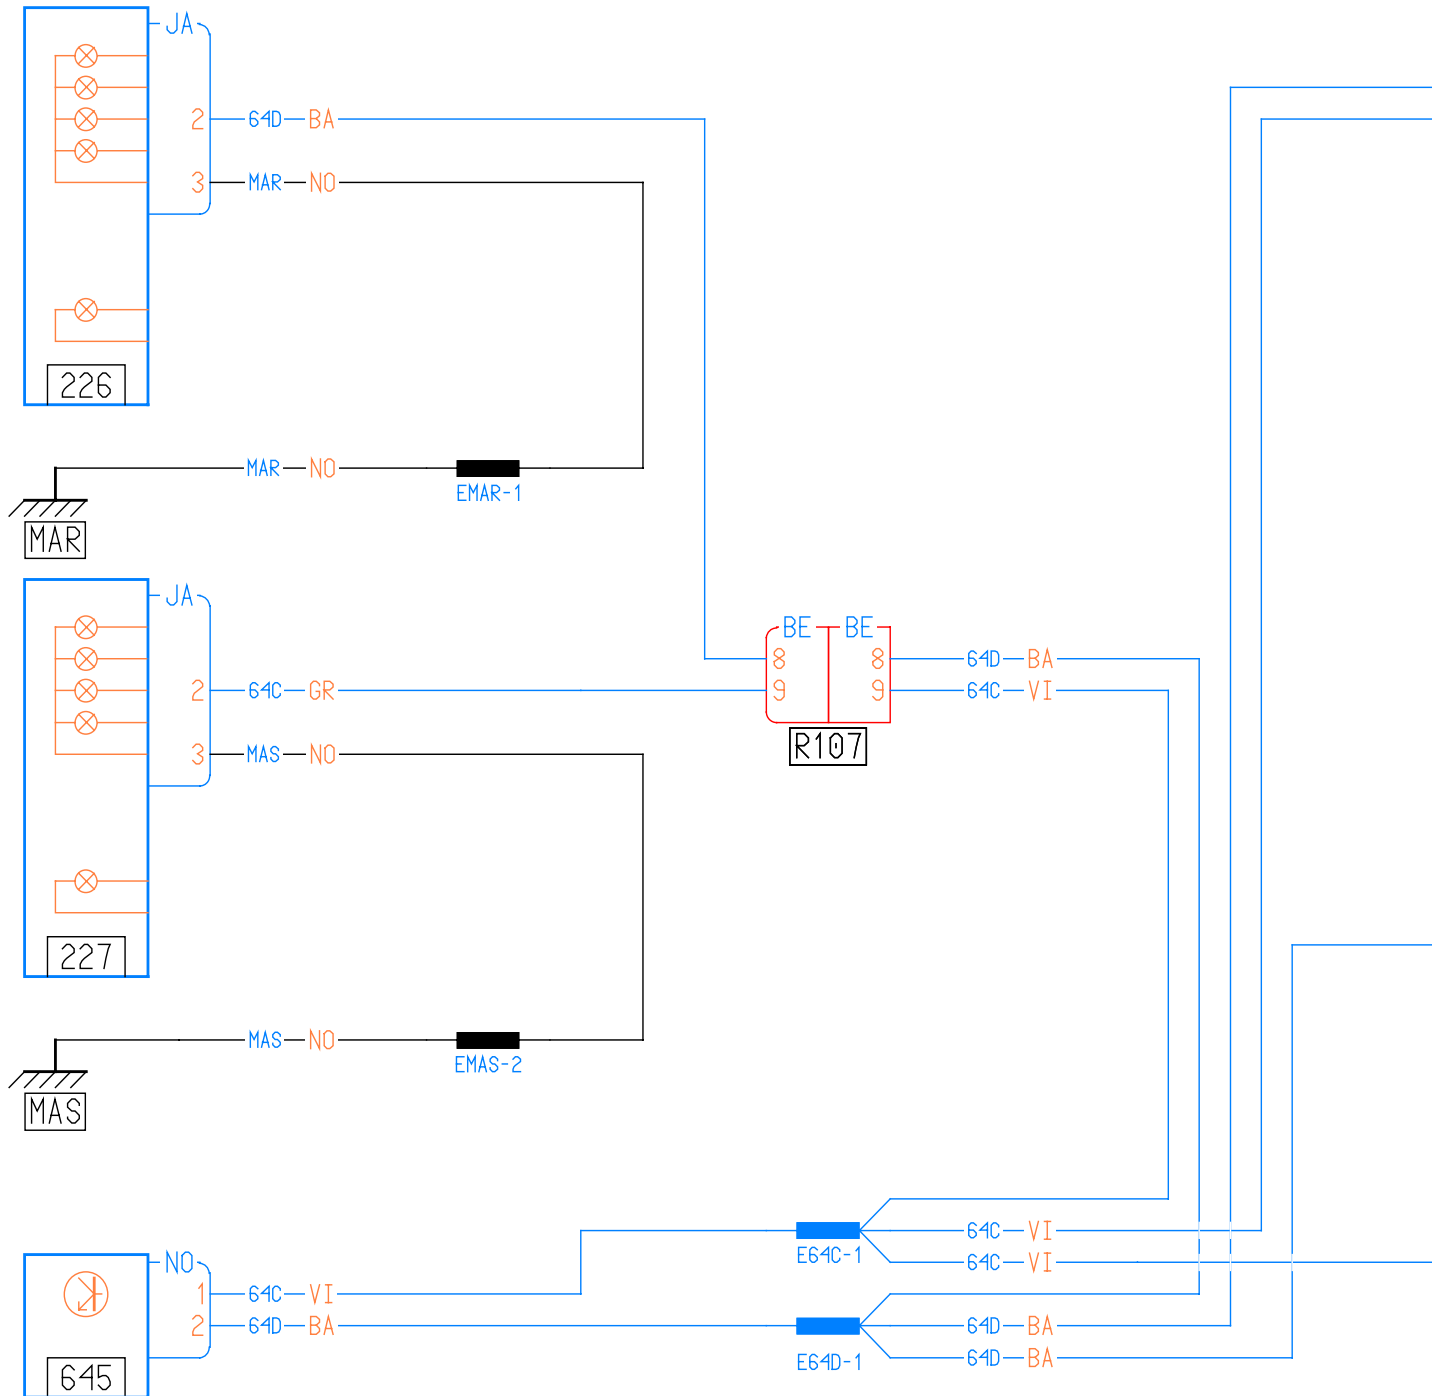 JA
2 64D BA
3 MAR NO
226
MAR NO
EMAR-1
MAR
JA
BE BE
8 8 64D BA
2 64C GR 9 9 64C VI
R107
3 MAS NO
227
MAS NO
EMAS-2
MAS
64C VI
E64C-1
64C VI
NO
1 64C VI
2 64D BA
64D BA
E64D-1
64D BA
645